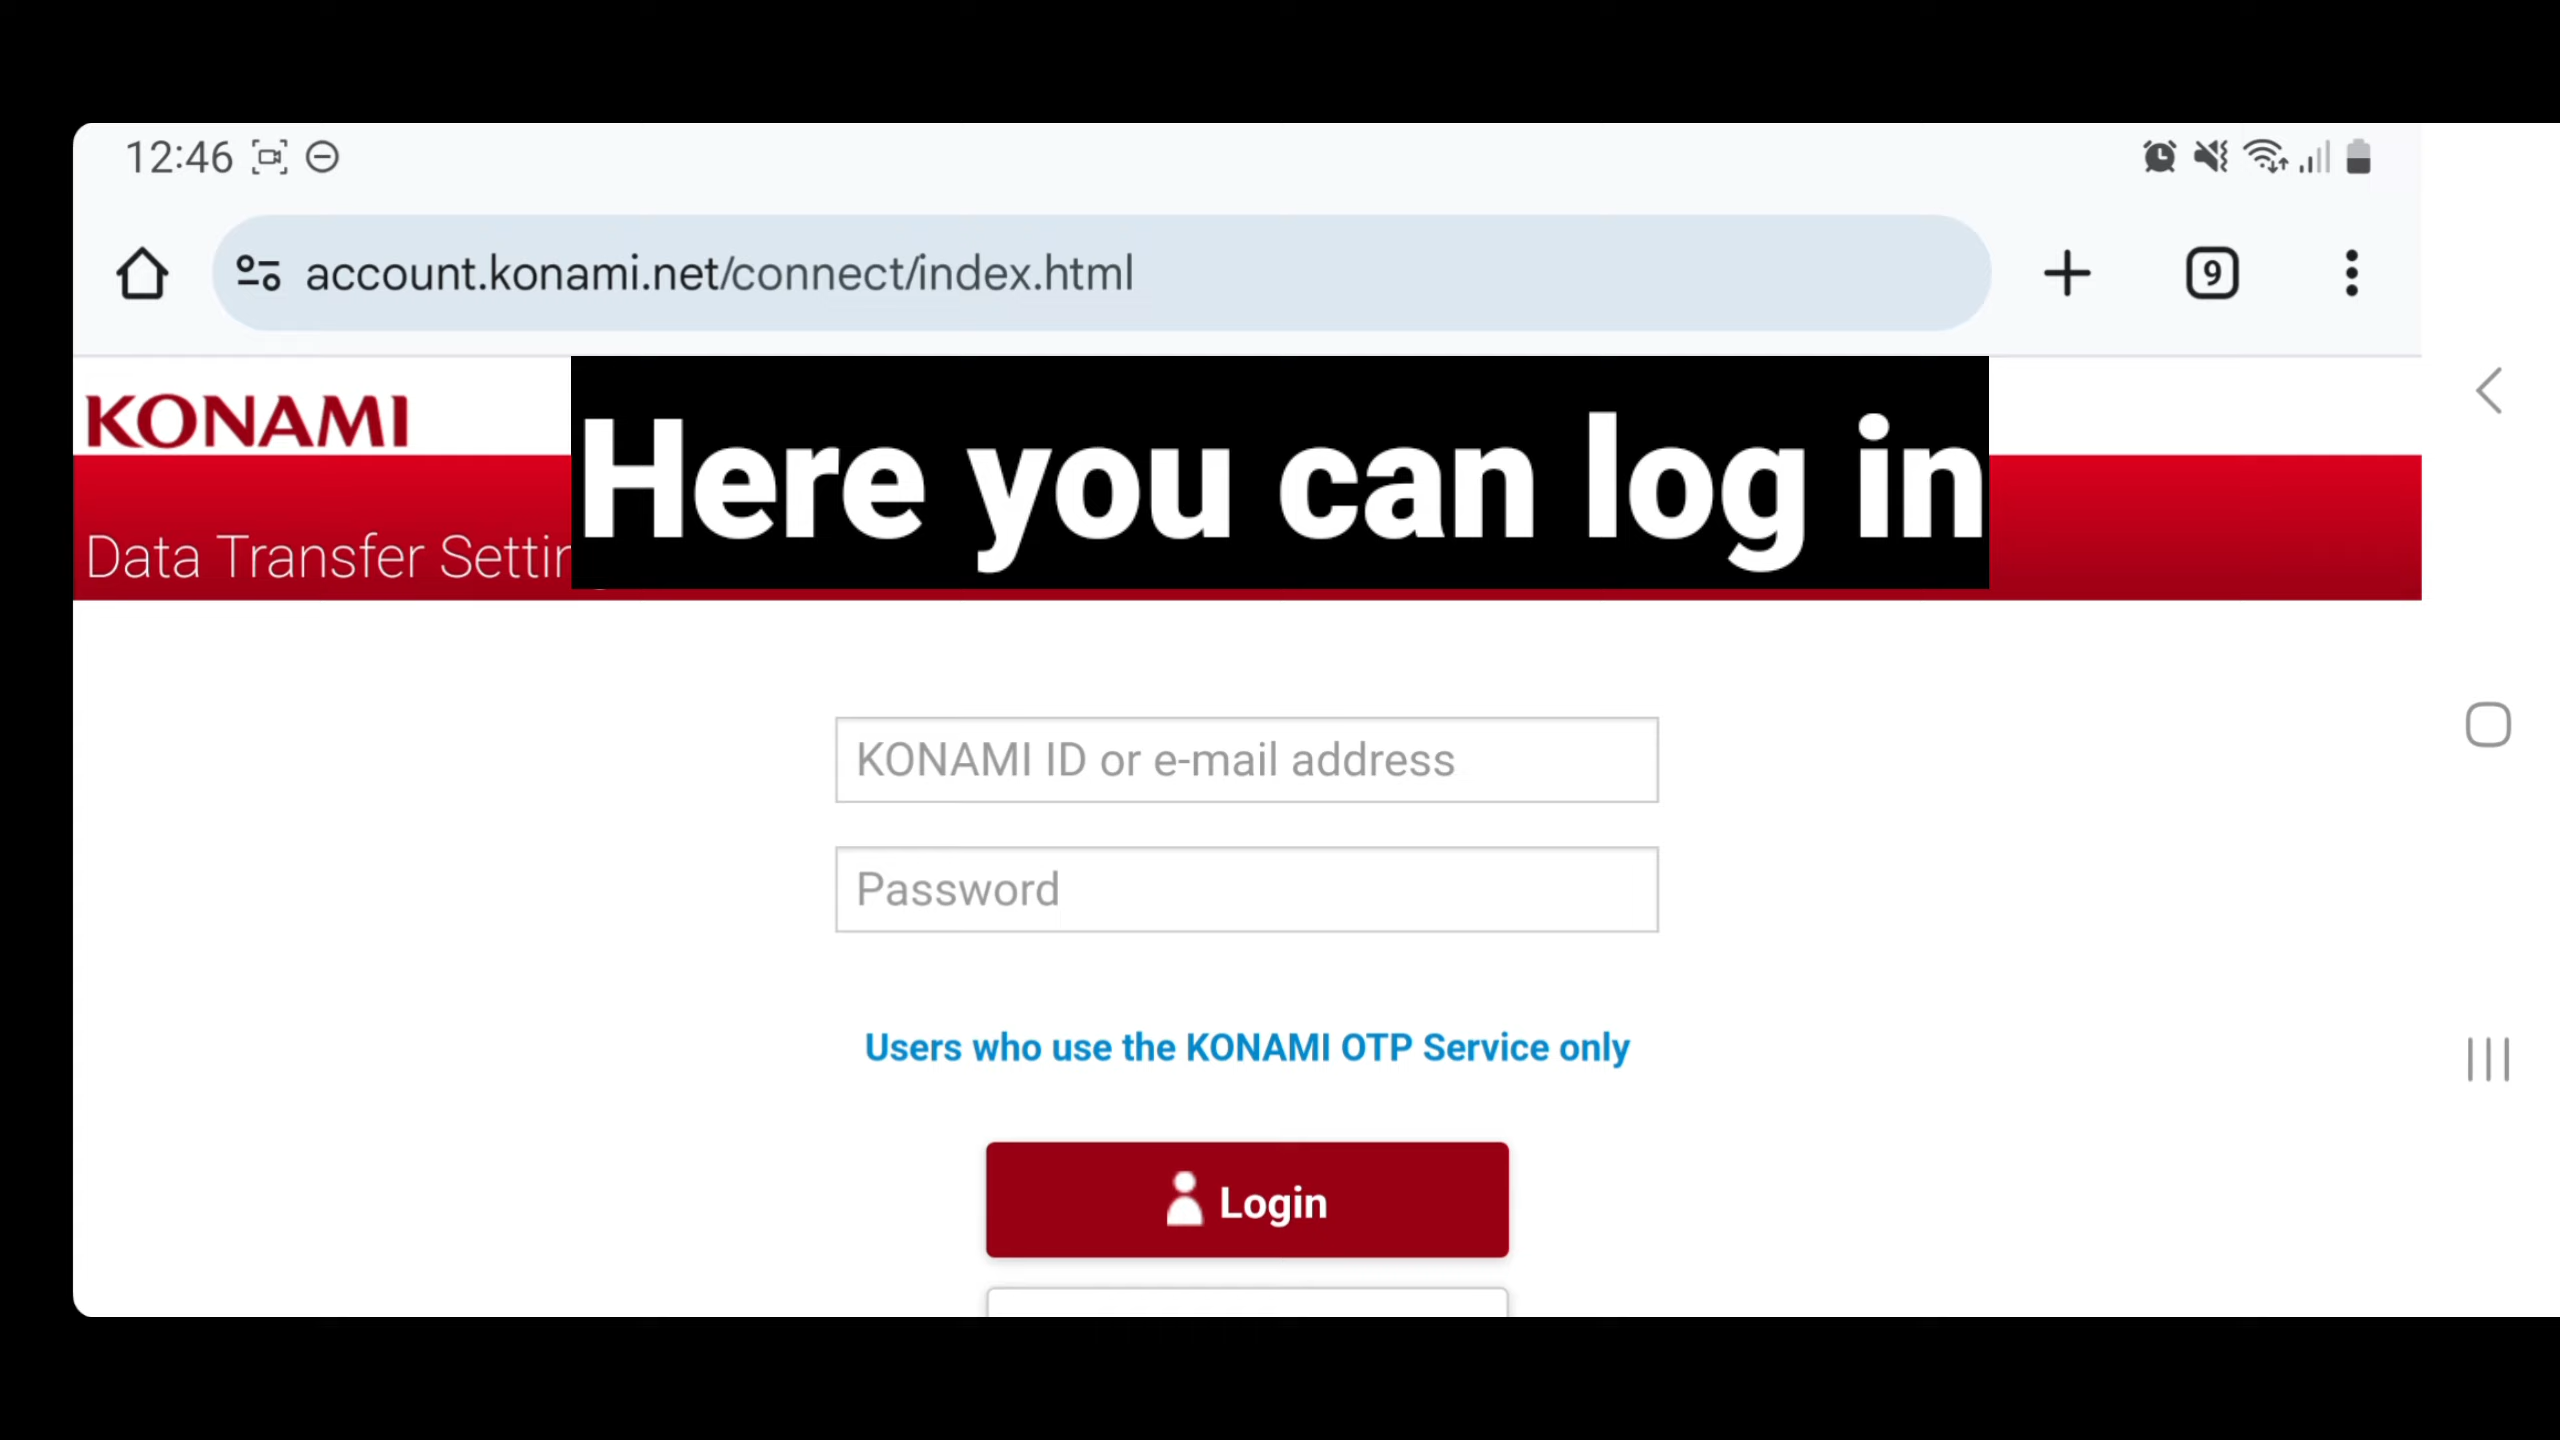 12:46
account.konami.net/connect/index.html
9
KONAMI
Here you can log in
Data Transfer
KONAMI ID or e-mail address
Password
Users who use the KONAMI OTP Service only
Login